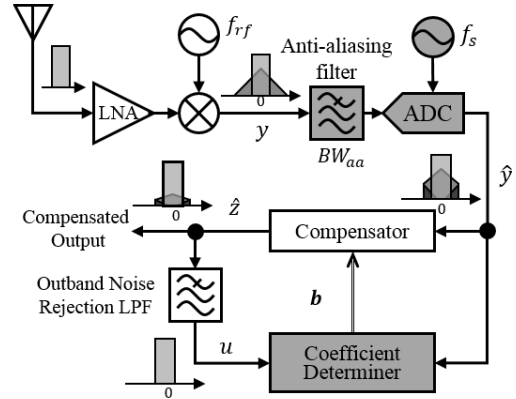 f_rf
Anti-aliasing
filter
f_s
LNA
0
y
BW_aa
ADC
ŷ
0
0
ẑ
Compensated
Output
Compensator
Outband Noise
Rejection LPF
b
u
Coefficient
Determiner
0